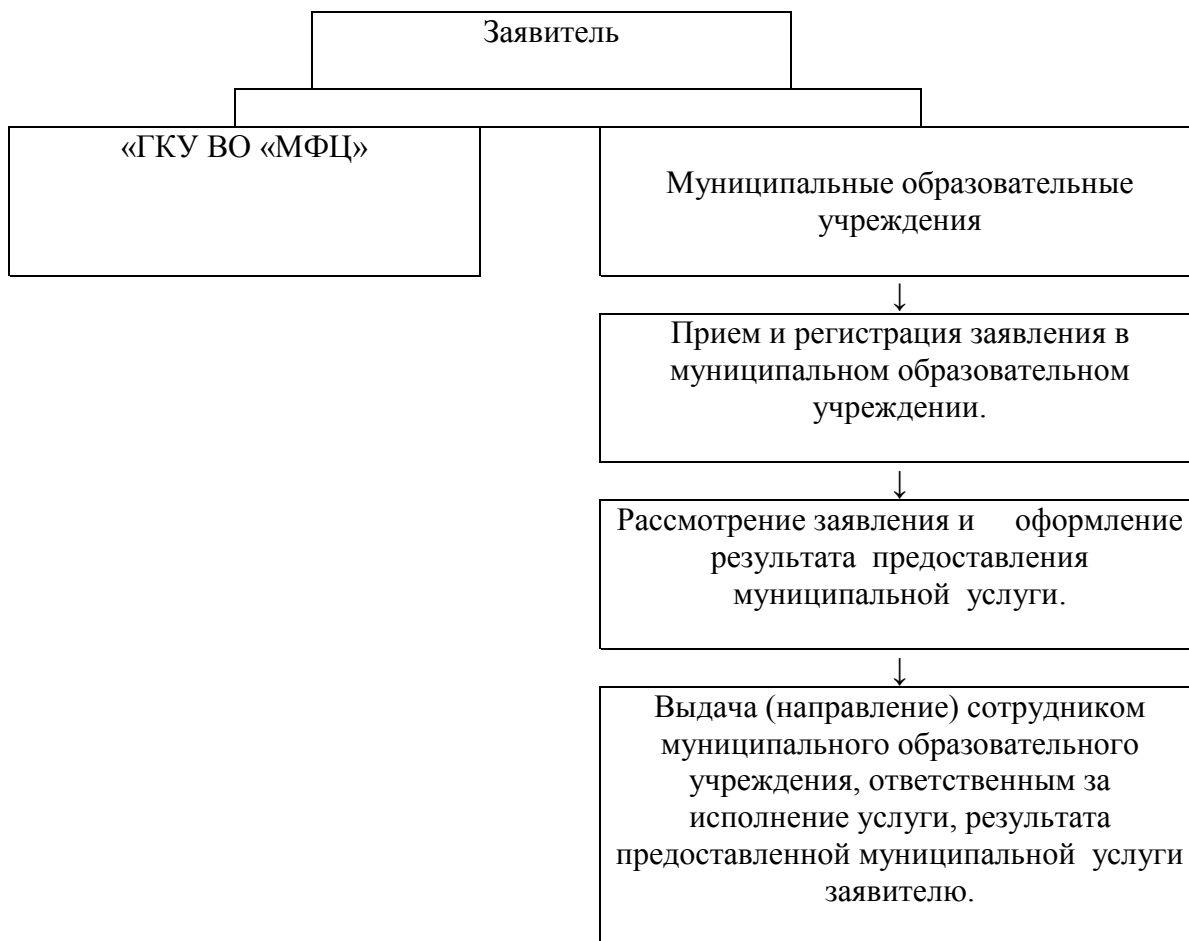 Заявитель
«ГКУ ВО «МФЦ»
Муниципальные образовательные
учреждения
↓
Прием и регистрация заявления в
муниципальном образовательном
учреждении.
↓
Рассмотрение заявления и оформление
результата предоставления
муниципальной услуги.
↓
Выдача (направление) сотрудником
муниципального образовательного
учреждения, ответственным за
исполнение услуги, результата
предоставленной муниципальной услуги
заявителю.